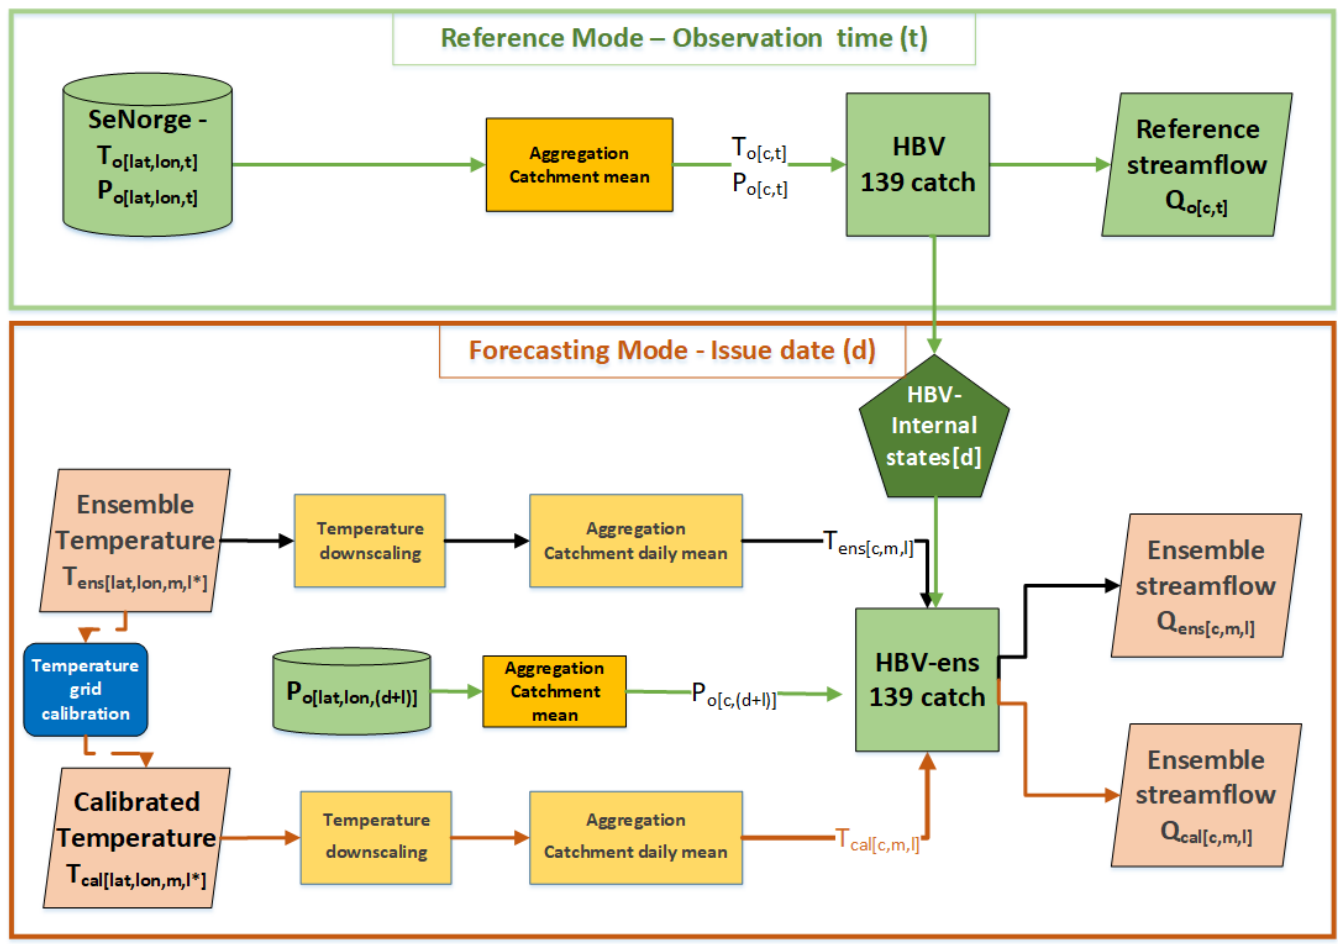 Reference Mode – Observation time (t)
SeNorge -
To[lat,lon,t]
Po[lat,lon,t]
Aggregation
Catchment mean
To[c,t]
Po[c,t]
HBV
139 catch
Reference
streamflow
Qo[c,t]
Forecasting Mode - Issue date (d)
HBV-
Internal
states[d]
Ensemble
Temperature
Tens[lat,lon,m,l*]
Temperature
downscaling
Aggregation
Catchment daily mean
Tens[c,m,l]
Ensemble
streamflow
Qens[c,m,l]
Temperature
grid
calibration
Po[lat,lon,(d+l)]
Aggregation
Catchment
mean
Po[c,(d+l)]
HBV-ens
139 catch
Calibrated
Temperature
Tcal[lat,lon,m,l*]
Temperature
downscaling
Aggregation
Catchment daily mean
Tcal[c,m,l]
Ensemble
streamflow
Qcal[c,m,l]